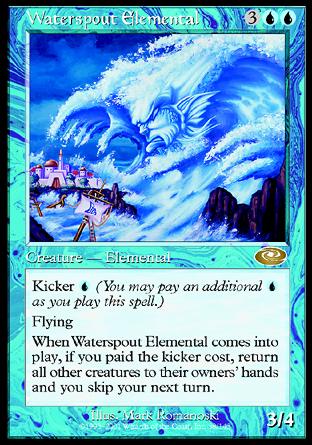 Waterspout Elemental 3
Creature — Elemental
Kicker (You may pay an additional
as you play this spell.)
Flying
When Waterspout Elemental comes into
play, if you paid the kicker cost, return
all other creatures to their owners' hands
and you skip your next turn.
Illus. Mark Romanoski
3/4